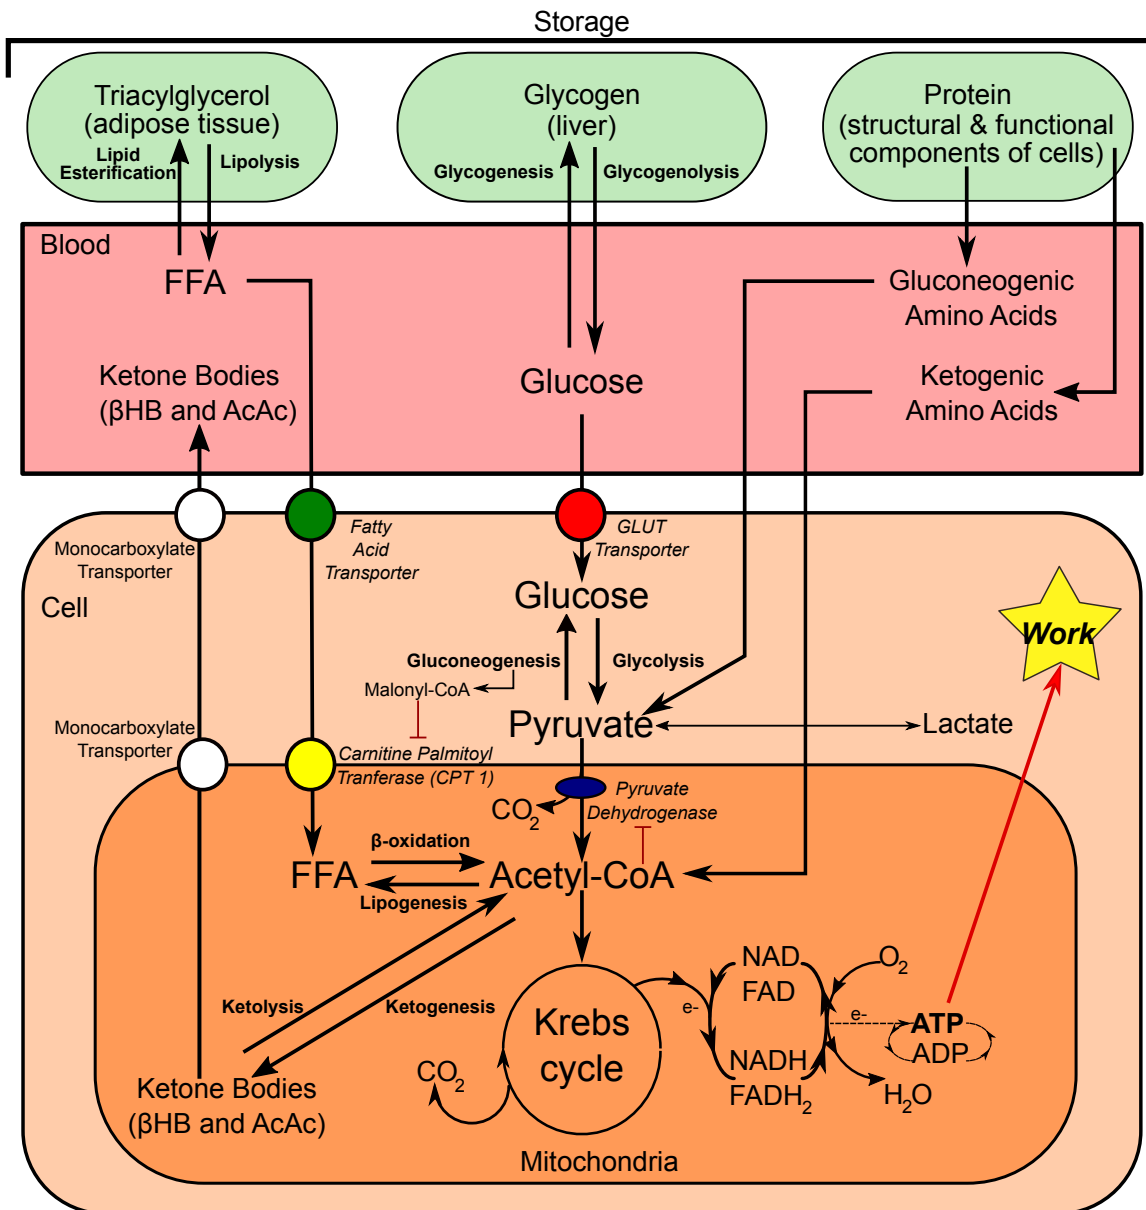 Storage
Triacylglycerol
(adipose tissue)
Lipid
Esterification
Lipolysis
Glycogen
(liver)
Glycogenesis
Glycogenolysis
Protein
(structural & functional
components of cells)
Blood
FFA
Gluconeogenic
Amino Acids
Ketone Bodies
(βHB and AcAc)
Glucose
Ketogenic
Amino Acids
Monocarboxylate
Transporter
Fatty
Acid
Transporter
GLUT
Transporter
Cell
Glucose
Work
Gluconeogenesis
Glycolysis
Malonyl-CoA
Pyruvate
Lactate
Monocarboxylate
Transporter
Carnitine Palmitoyl
Tranferase (CPT 1)
CO2
Pyruvate
Dehydrogenase
β-oxidation
FFA
Acetyl-CoA
Lipogenesis
Ketolysis
Ketogenesis
Krebs
cycle
CO2
e-
NAD
FAD
NADH
FADH2
O2
e-
H2O
ATP
ADP
Ketone Bodies
(βHB and AcAc)
Mitochondria